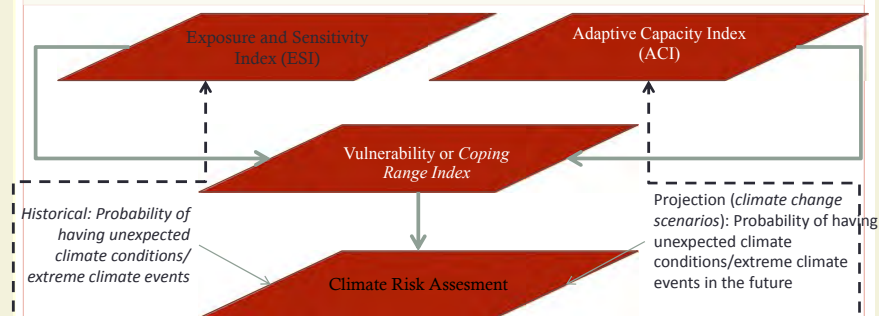 Exposure and Sensitivity
Index (ESI)
Adaptive Capacity Index
(ACI)
Vulnerability or Coping
Range Index
Historical: Probability of
having unexpected
climate conditions/
extreme climate events
Projection (climate change
scenarios): Probability of having
unexpected climate
conditions/extreme climate
events in the future
Climate Risk Assesment